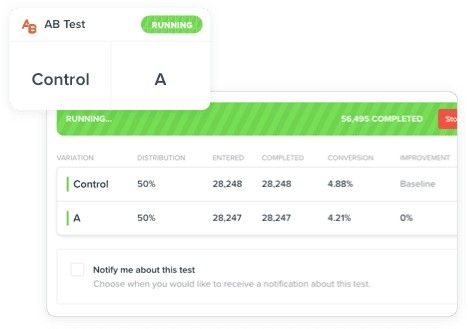 AB AB Test RUNNING
Control A
RUNNING... 56,495 COMPLETED Sto
VARIATION DISTRIBUTION ENTERED COMPLETED CONVERSION IMPROVEMENT
Control 50% 28,248 28,248 4.88% Baseline
A 50% 28,247 28,247 4.21% 0%
Notify me about this test
Choose when you would like to receive a notification about this test.